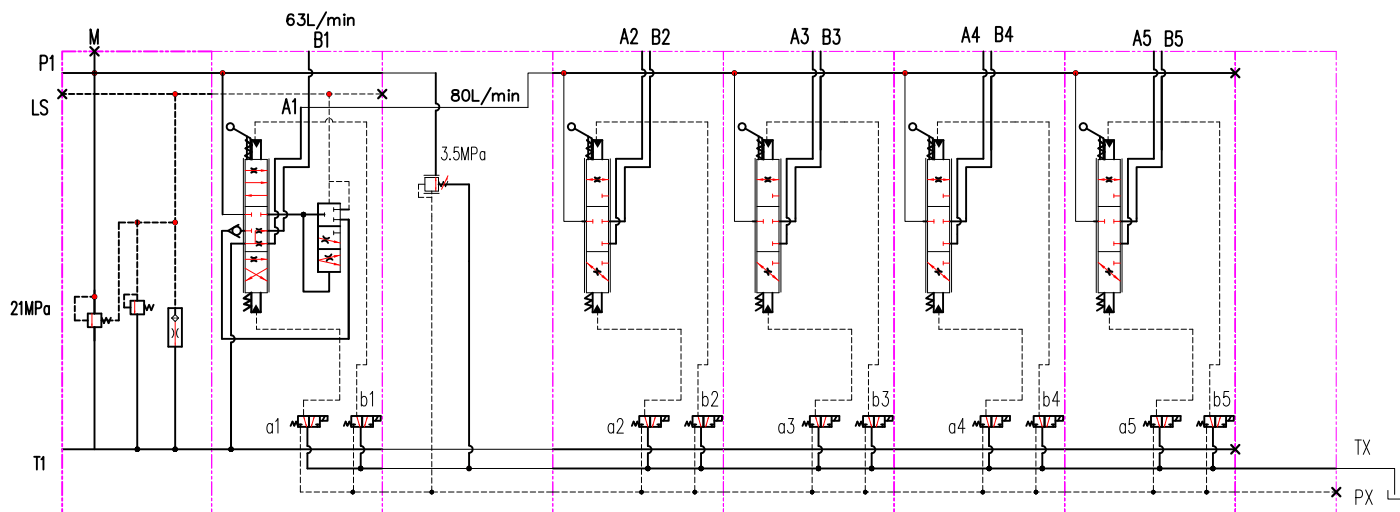 63L/min
M B1 A2 B2 A3 B3 A4 B4 A5 B5
P1
LS A1 80L/min
3.5MPa
21MPa
a1 b1 a2 b2 a3 b3 a4 b4 a5 b5
T1 TX
PX